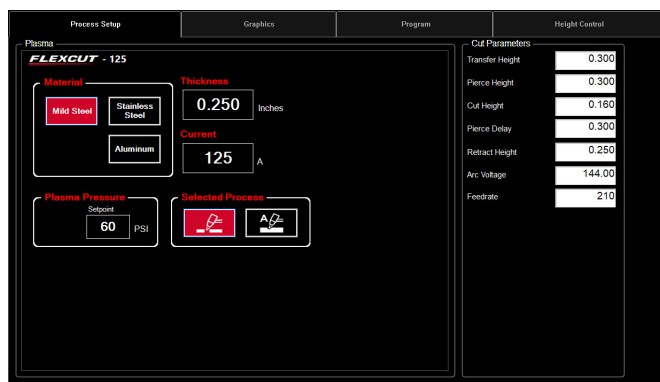 Process Setup
Graphics
Program
Height Control
Plasma
FLEXCUT - 125
Material
Mild Steel
Stainless
Steel
Aluminum
Thickness
0.250 Inches
Current
125 A
Plasma Pressure
Setpoint
60 PSI
Selected Process
A
Cut Parameters
Transfer Height 0.300
Pierce Height 0.300
Cut Height 0.160
Pierce Delay 0.300
Retract Height 0.250
Arc Voltage 144.00
Feedrate 210